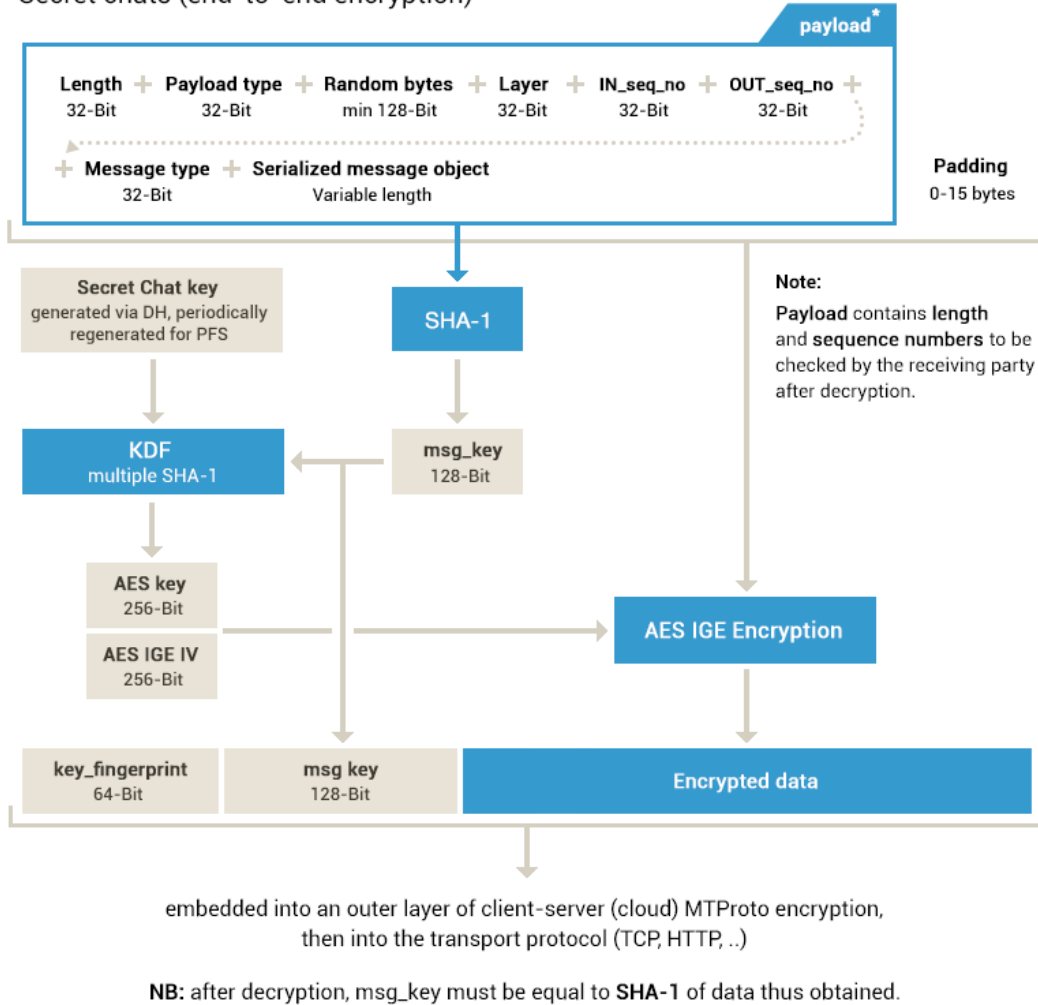 Secret chats (end-to-end encryption)
payload*
Length + Payload type + Random bytes + Layer + IN_seq_no + OUT_seq_no +
32-Bit 32-Bit min 128-Bit 32-Bit 32-Bit 32-Bit
+ Message type + Serialized message object
32-Bit Variable length
Padding
0-15 bytes
Secret Chat key
generated via DH, periodically
regenerated for PFS
SHA-1
Note:
Payload contains length
and sequence numbers to be
checked by the receiving party
after decryption.
KDF
multiple SHA-1
msg_key
128-Bit
AES key
256-Bit
AES IGE IV
256-Bit
AES IGE Encryption
key_fingerprint
64-Bit
msg key
128-Bit
Encrypted data
embedded into an outer layer of client-server (cloud) MTProto encryption,
then into the transport protocol (TCP, HTTP, ..)
NB: after decryption, msg_key must be equal to SHA-1 of data thus obtained.